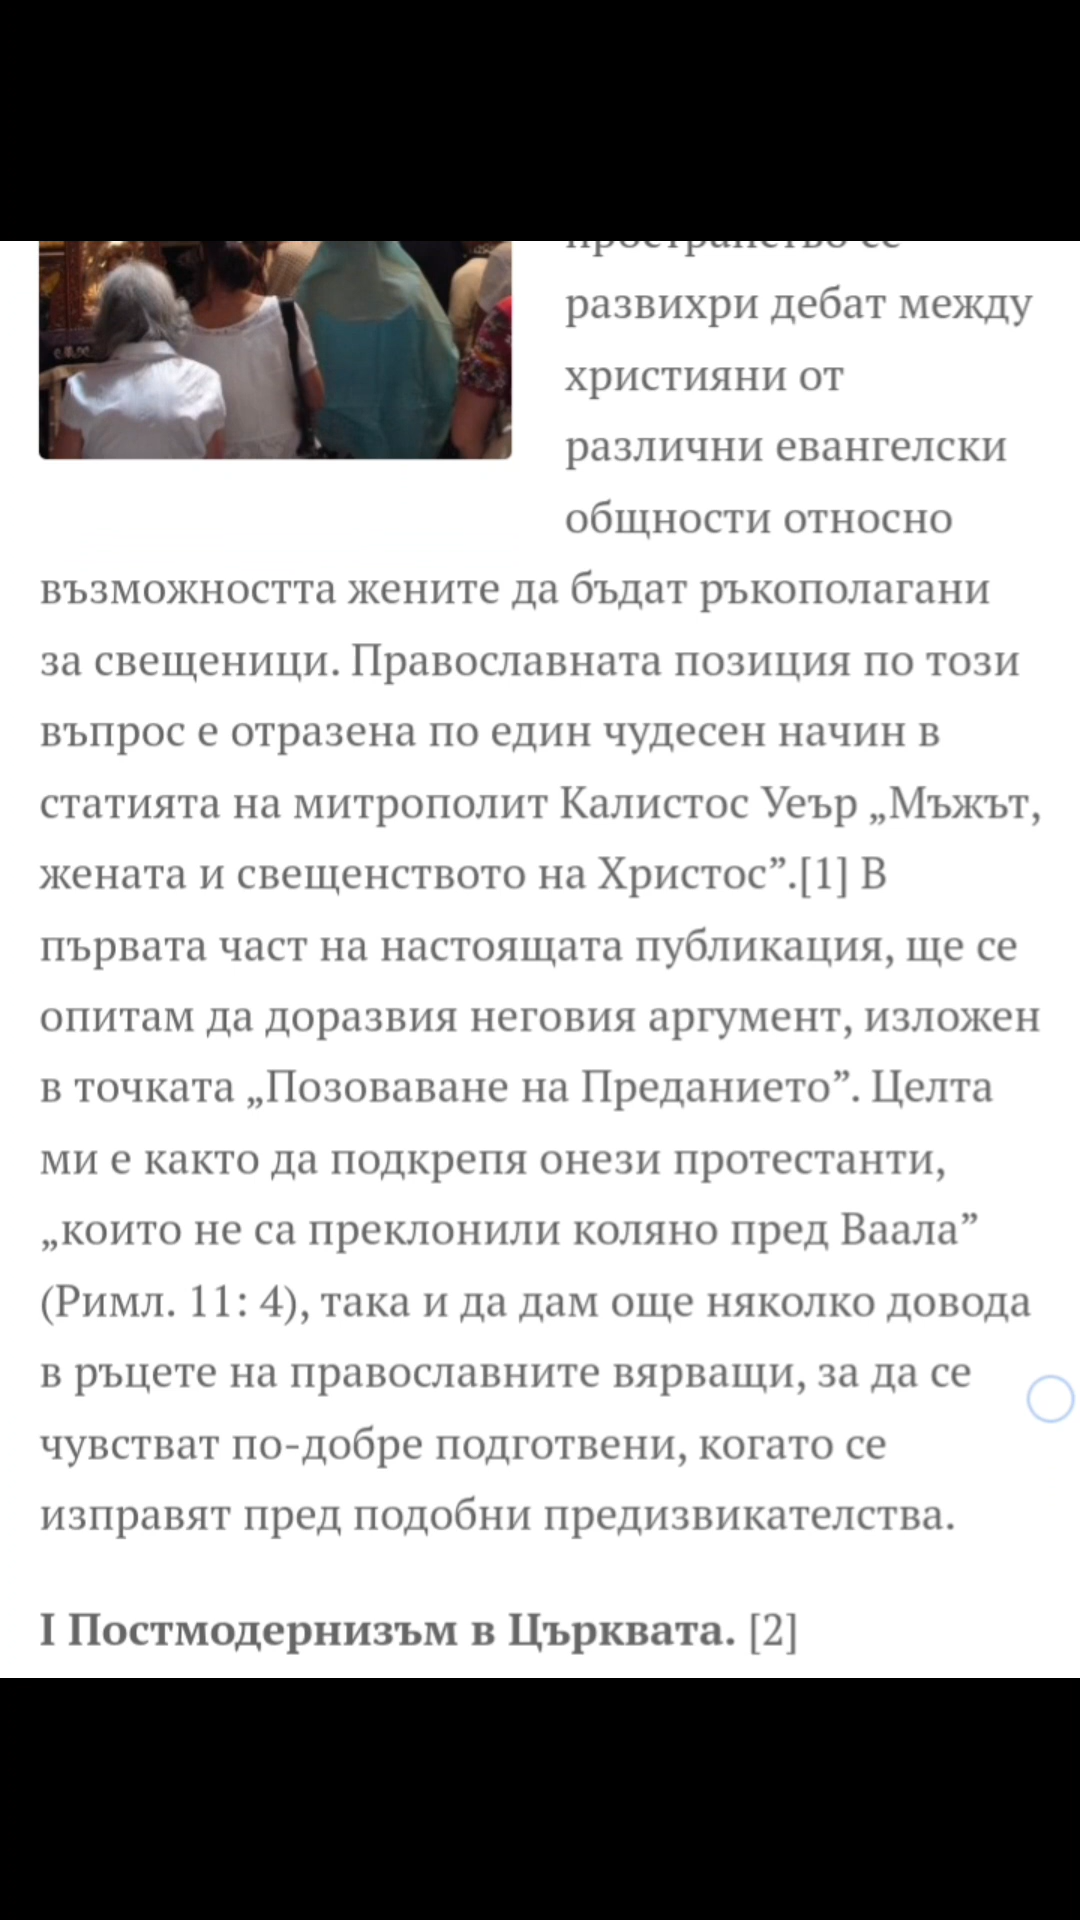 пространство се
развихри дебат между
християни от
различни евангелски
общности относно
възможността жените да бъдат ръкополагани
за свещеници. Православната позиция по този
въпрос е отразена по един чудесен начин в
статията на митрополит Калистос Уеър „Мъжът,
жената и свещенството на Христос”.[1] В
първата част на настоящата публикация, ще се
опитам да доразвия неговия аргумент, изложен
в точката „Позоваване на Преданието”. Целта
ми е както да подкрепя онези протестанти,
„които не са преклонили коляно пред Ваала”
(Римл. 11: 4), така и да дам още няколко довода
в ръцете на православните вярващи, за да се
чувстват по-добре подготвени, когато се
изправят пред подобни предизвикателства.
I Постмодернизъм в Църквата. [2]